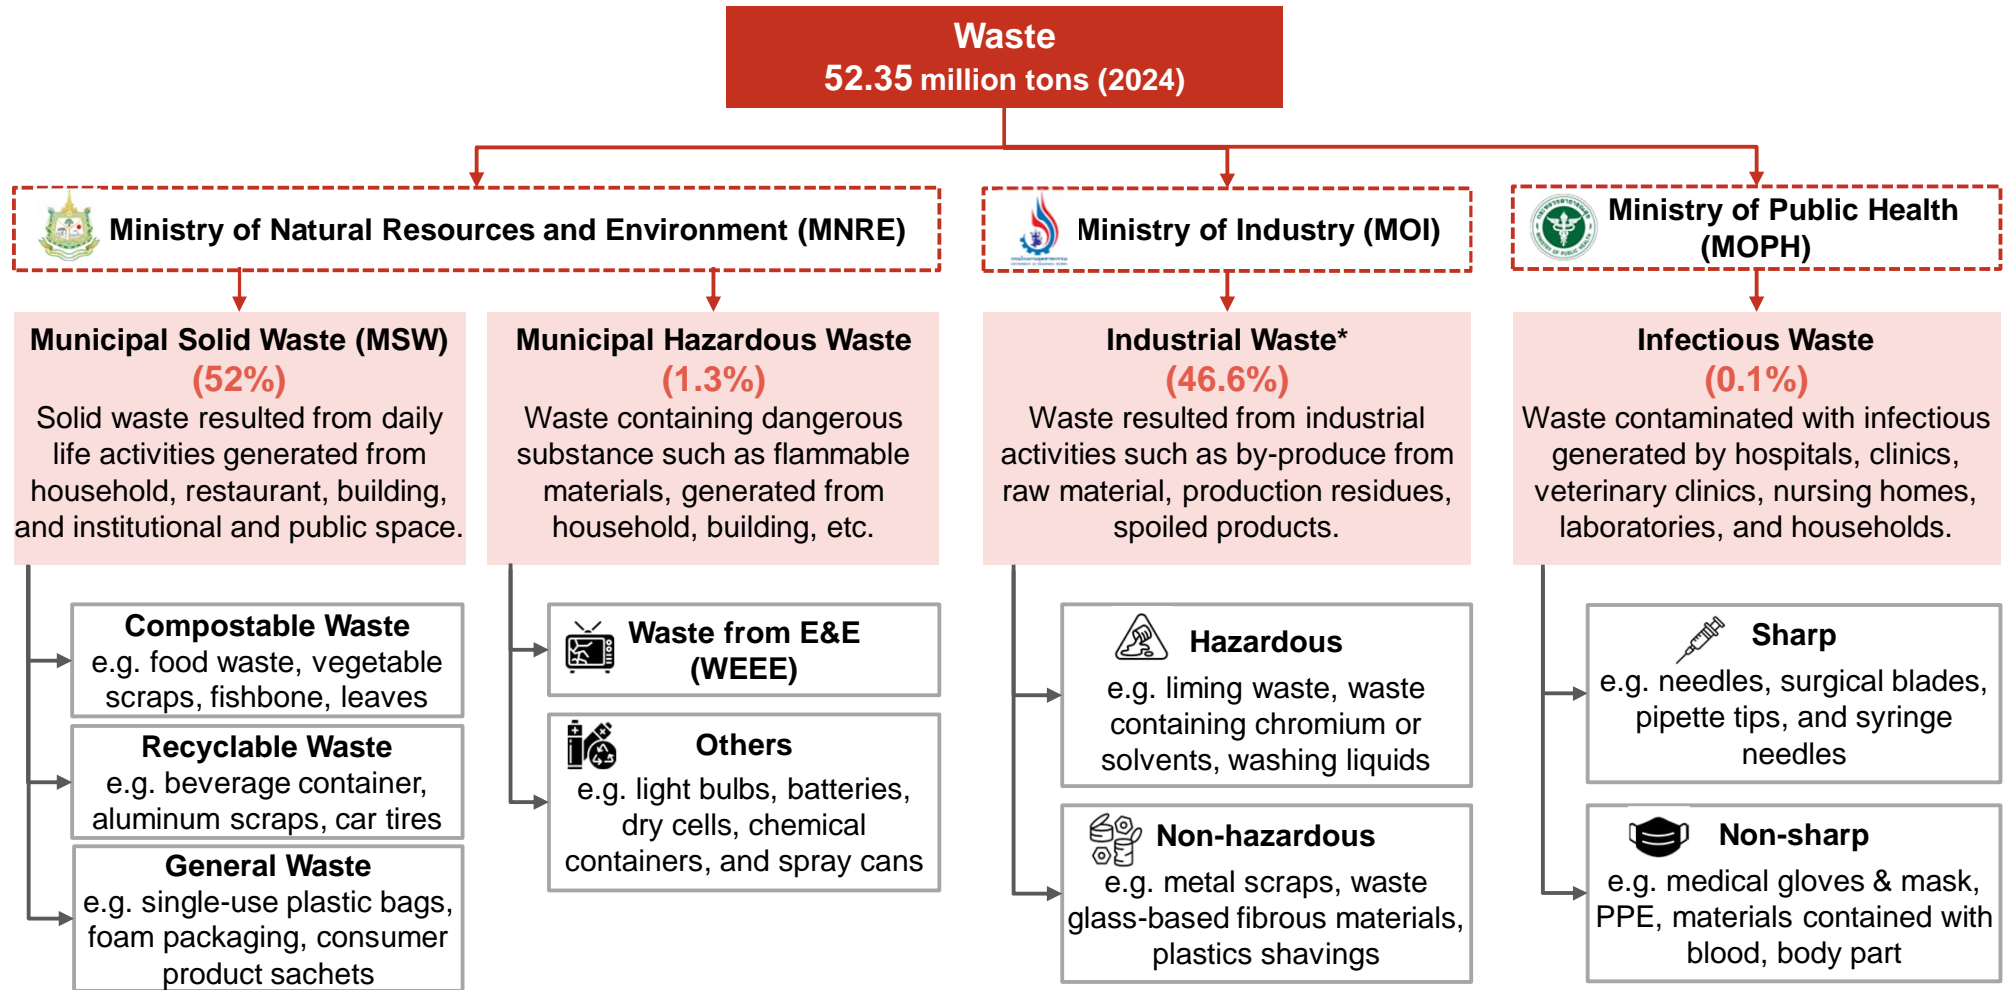 Waste
52.35 million tons (2024)
Ministry of Natural Resources and Environment (MNRE)
Ministry of Industry (MOI)
Ministry of Public Health
(MOPH)
Municipal Solid Waste (MSW)
(52%)
Solid waste resulted from daily
life activities generated from
household, restaurant, building,
and institutional and public space.
Compostable Waste
e.g. food waste, vegetable
scraps, fishbone, leaves
Recyclable Waste
e.g. beverage container,
aluminum scraps, car tires
General Waste
e.g. single-use plastic bags,
foam packaging, consumer
product sachets
Municipal Hazardous Waste
(1.3%)
Waste containing dangerous
substance such as flammable
materials, generated from
household, building, etc.
Waste from E&E
(WEEE)
Others
e.g. light bulbs, batteries,
dry cells, chemical
containers, and spray cans
Industrial Waste*
(46.6%)
Waste resulted from industrial
activities such as by-produce from
raw material, production residues,
spoiled products.
Hazardous
e.g. liming waste, waste
containing chromium or
solvents, washing liquids
Non-hazardous
e.g. metal scraps, waste
glass-based fibrous materials,
plastics shavings
Infectious Waste
(0.1%)
Waste contaminated with infectious
generated by hospitals, clinics,
veterinary clinics, nursing homes,
laboratories, and households.
Sharp
e.g. needles, surgical blades,
pipette tips, and syringe
needles
Non-sharp
e.g. medical gloves & mask,
PPE, materials contained with
blood, body part